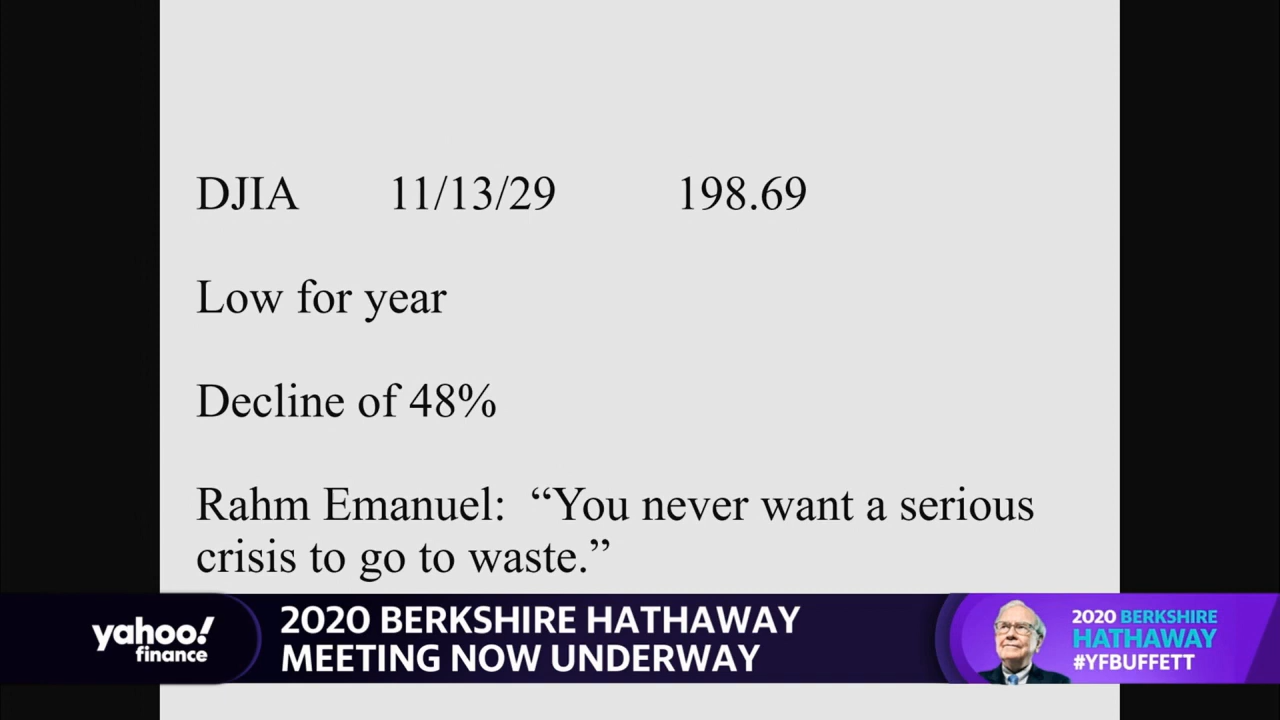 DJIA 11/13/29 198.69
Low for year
Decline of 48%
Rahm Emanuel: “You never want a serious
crisis to go to waste.”
yahoo!
finance
2020 BERKSHIRE HATHAWAY
MEETING NOW UNDERWAY
2020 BERKSHIRE
HATHAWAY
#YFBUFFETT